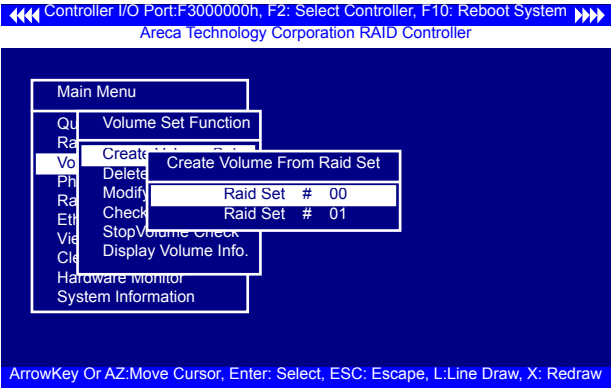 Controller I/O Port:F3000000h, F2: Select Controller, F10: Reboot System
Areca Technology Corporation RAID Controller
Main Menu
Volume Set Function
Create Volume From Raid Set
Raid Set # 00
Raid Set # 01
Delete
Check
StopVolume Check
Display Volume Info.
Hardware Monitor
System Information
ArrowKey Or AZ:Move Cursor, Enter: Select, ESC: Escape, L:Line Draw, X: Redraw